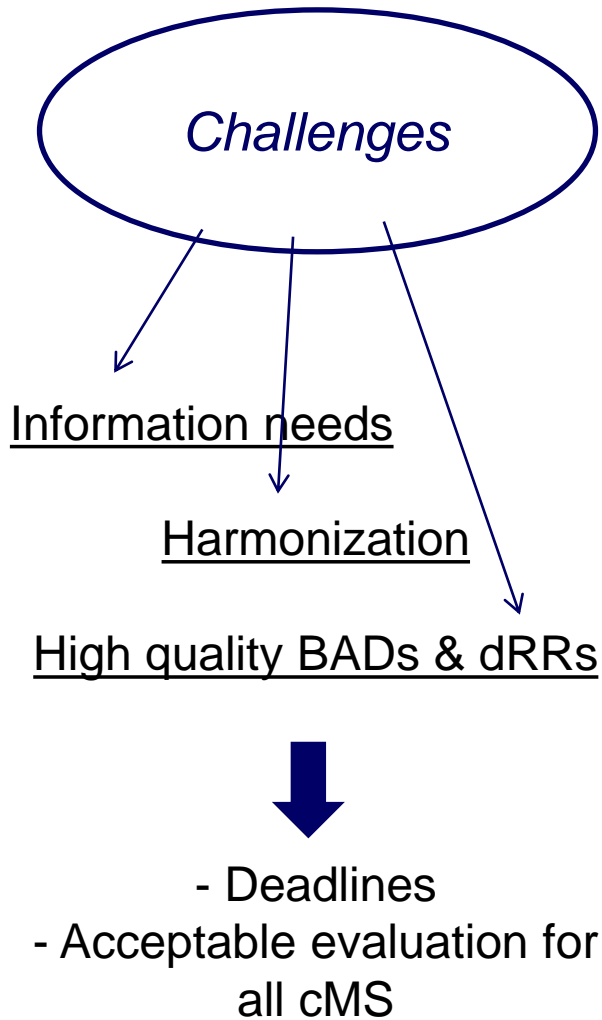 Challenges
Information needs
Harmonization
High quality BADs & dRRs
- Deadlines
- Acceptable evaluation for
all cMS